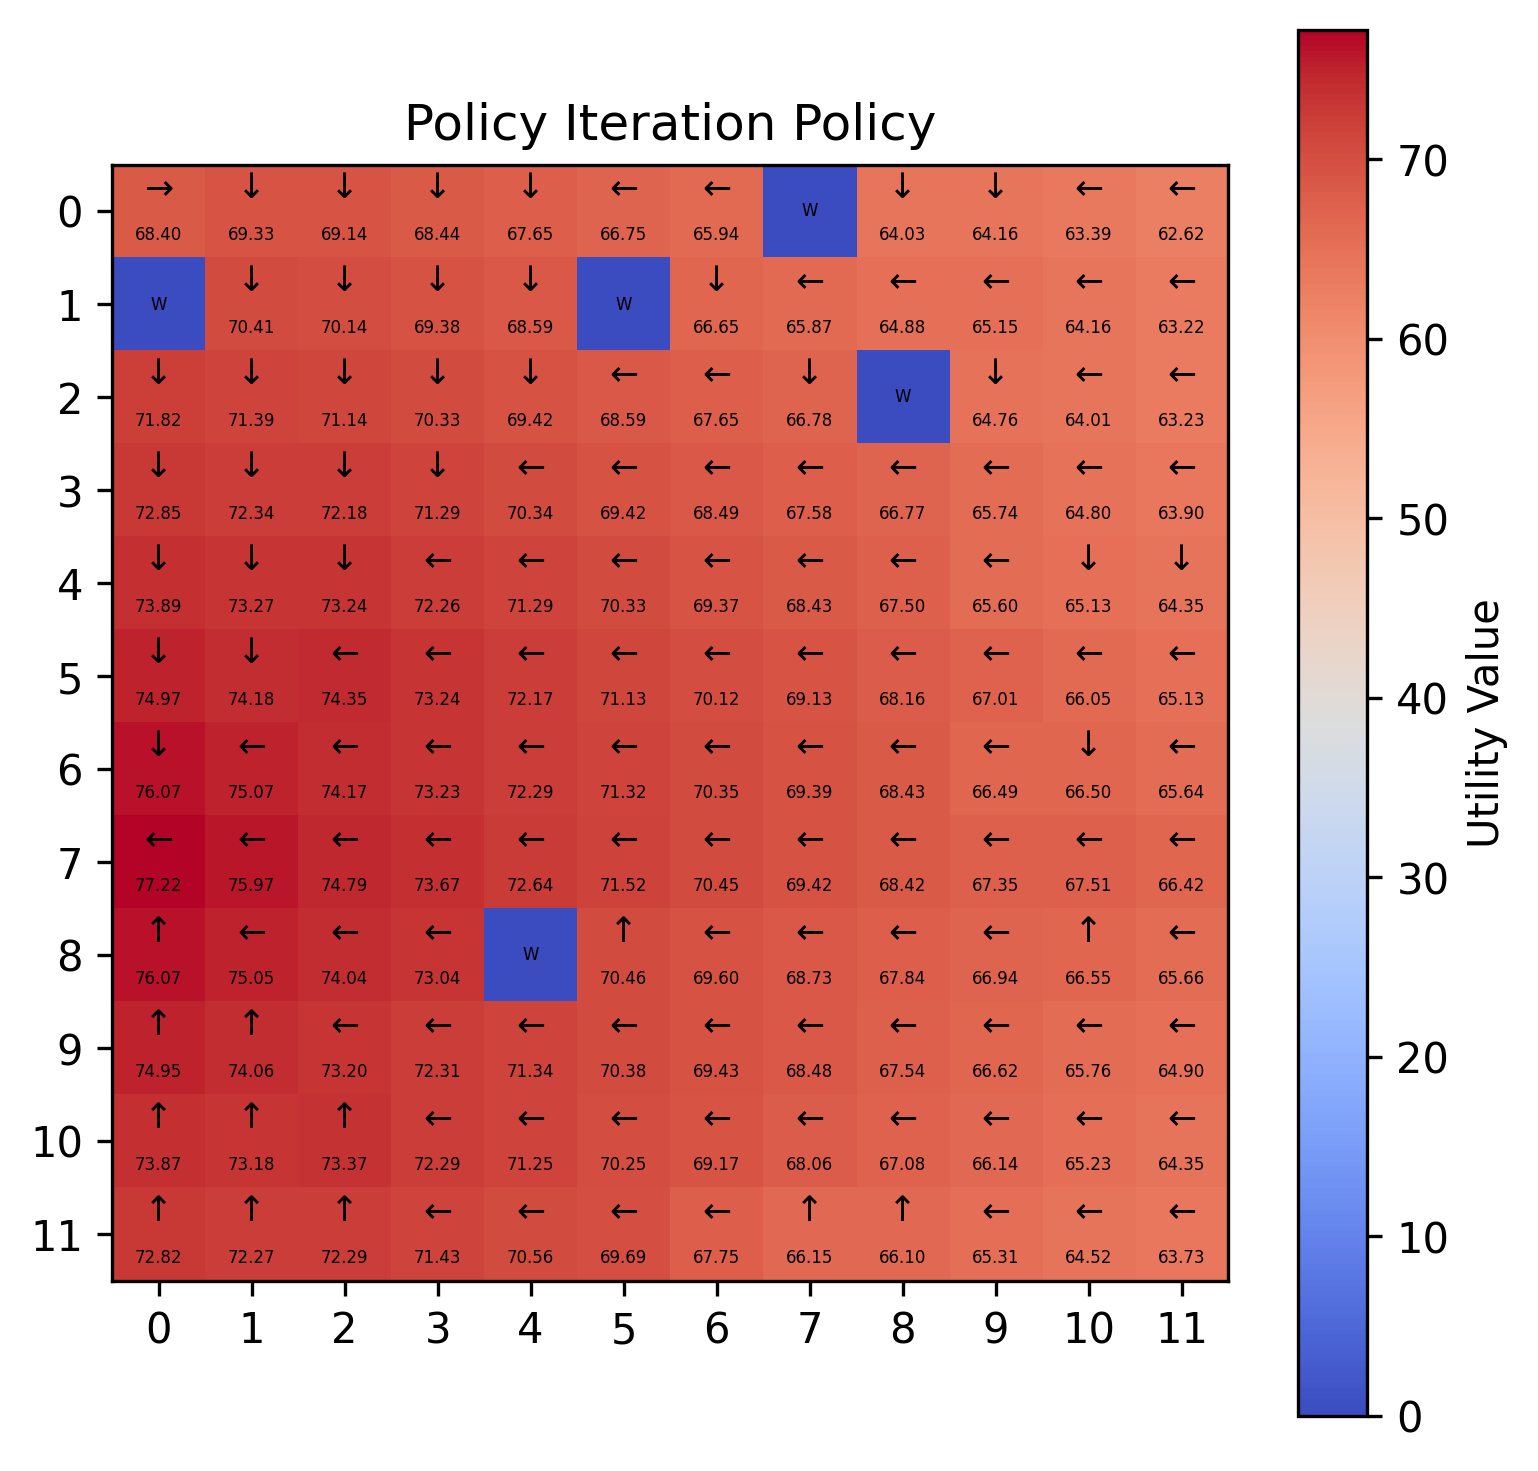 Policy Iteration Policy
→ ↓ ↓ ↓ ↓ ← ← W ↓ ↓ ← ←
0 68.40 69.33 69.14 68.44 67.65 66.75 65.94 64.03 64.16 63.39 62.62
W ↓ ↓ ↓ ↓ W ↓ ← ← ← ← ←
1 70.41 70.14 69.38 68.59 66.65 65.87 64.88 65.15 64.16 63.22
↓ ↓ ↓ ↓ ↓ ← ← ↓ W ↓ ← ←
2 71.82 71.39 71.14 70.33 69.42 68.59 67.65 66.78 64.76 64.01 63.23
↓ ↓ ↓ ↓ ← ← ← ← ← ← ← ←
3 72.85 72.34 72.18 71.29 70.34 69.42 68.49 67.58 66.77 65.74 64.80 63.90
↓ ↓ ↓ ← ← ← ← ← ← ← ↓ ↓
4 73.89 73.27 73.24 72.26 71.29 70.33 69.37 68.43 67.50 65.60 65.13 64.35
↓ ↓ ← ← ← ← ← ← ← ← ← ←
5 74.97 74.18 74.35 73.24 72.17 71.13 70.12 69.13 68.16 67.01 66.05 65.13
↓ ← ← ← ← ← ← ← ← ← ↓ ←
6 76.07 75.07 74.17 73.23 72.29 71.32 70.35 69.39 68.43 66.49 66.50 65.64
← ← ← ← ← ← ← ← ← ← ← ←
7 77.22 75.97 74.79 73.67 72.64 71.52 70.45 69.42 68.42 67.35 67.51 66.42
↑ ← ← ← W ↑ ← ← ← ← ↑ ←
8 76.07 75.05 74.04 73.04 70.46 69.60 68.73 67.84 66.94 66.55 65.66
↑ ↑ ← ← ← ← ← ← ← ← ← ←
9 74.95 74.06 73.20 72.31 71.34 70.38 69.43 68.48 67.54 66.62 65.76 64.90
↑ ↑ ↑ ← ← ← ← ← ← ← ← ←
10 73.87 73.18 73.37 72.29 71.25 70.25 69.17 68.06 67.08 66.14 65.23 64.35
↑ ↑ ↑ ← ← ← ← ↑ ↑ ← ← ←
11 72.82 72.27 72.29 71.43 70.56 69.69 67.75 66.15 66.10 65.31 64.52 63.73
0 1 2 3 4 5 6 7 8 9 10 11
70
60
50
40
30
20
10
0
Utility Value